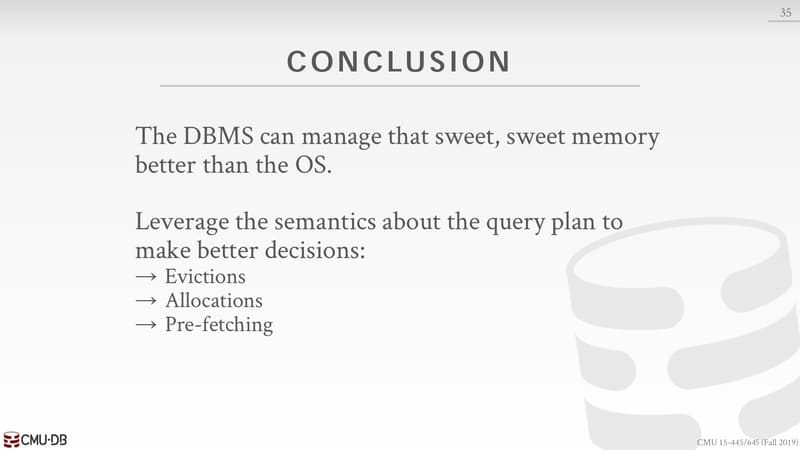 35
CONCLUSION
The DBMS can manage that sweet, sweet memory
better than the OS.
Leverage the semantics about the query plan to
make better decisions:
→ Evictions
→ Allocations
→ Pre-fetching
CMU·DB
CMU 15-445/645 (Fall 2019)